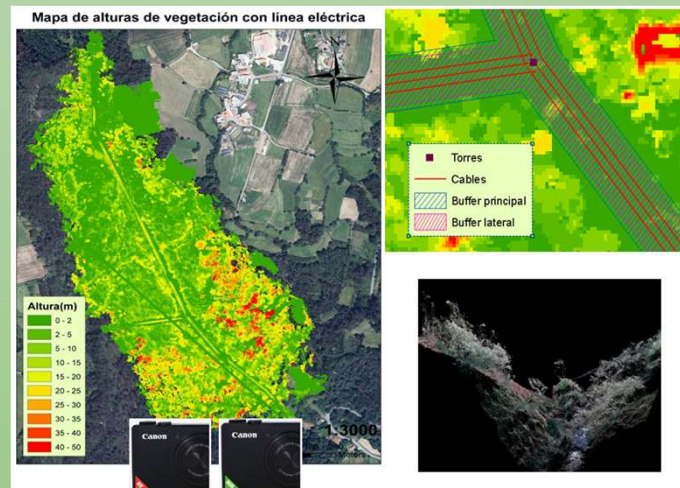 Mapa de alturas de vegetación con línea eléctrica
Altura(m)
0 - 2
2 - 5
5 - 10
10 - 15
15 - 20
20 - 25
25 - 30
30 - 35
35 - 40
40 - 50
1:3000
Canon
Canon
Torres
Cables
Buffer principal
Buffer lateral